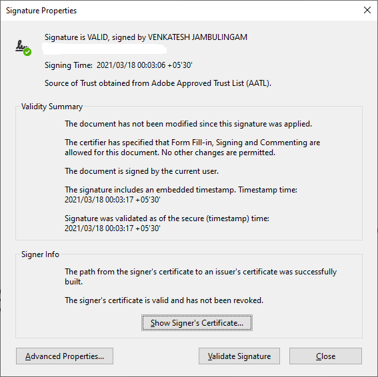 Signature Properties
Signature is VALID, signed by VENKATESH JAMBULINGAM
Signing Time:  2021/03/18 00:03:06 +05'30'
Source of Trust obtained from Adobe Approved Trust List (AATL).
Validity Summary
The document has not been modified since this signature was applied.
The certifier has specified that Form Fill-in, Signing and Commenting are
allowed for this document. No other changes are permitted.
The document is signed by the current user.
The signature includes an embedded timestamp. Timestamp time:
2021/03/18 00:03:17 +05'30'
Signature was validated as of the secure (timestamp) time:
2021/03/18 00:03:17 +05'30'
Signer Info
The path from the signer's certificate to an issuer's certificate was successfully
built.
The signer's certificate is valid and has not been revoked.
Show Signer's Certificate...
Advanced Properties...
Validate Signature
Close